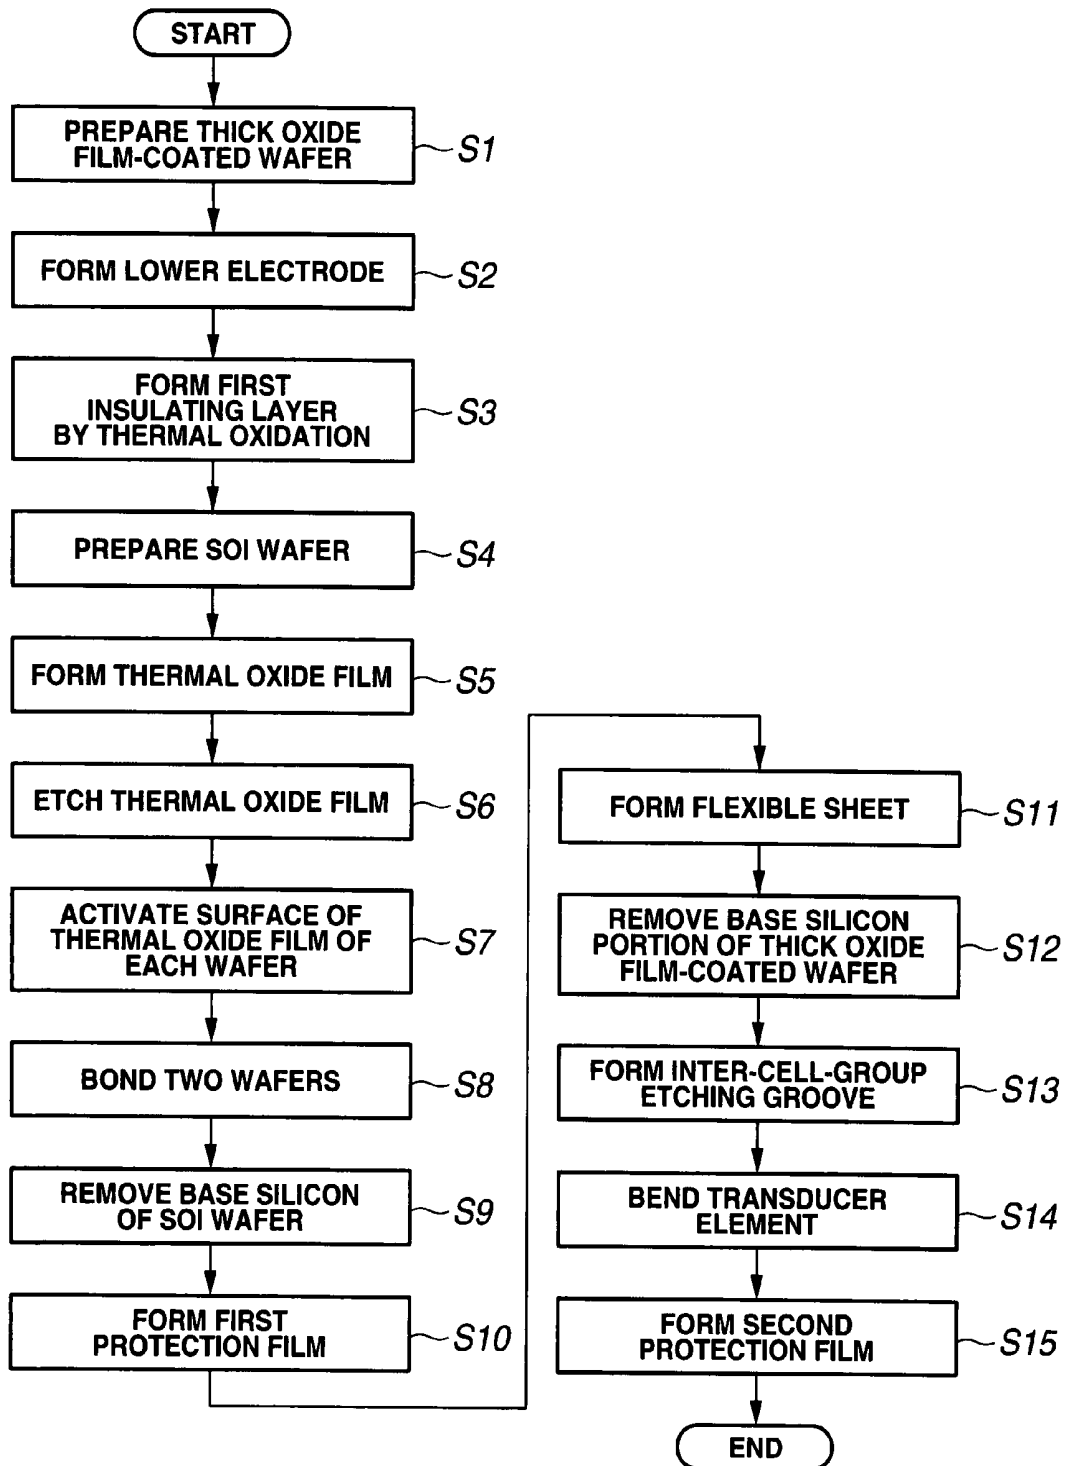 START
PREPARE THICK OXIDE
FILM-COATED WAFER
S1
FORM LOWER ELECTRODE
S2
FORM FIRST
INSULATING LAYER
BY THERMAL OXIDATION
S3
PREPARE SOI WAFER
S4
FORM THERMAL OXIDE FILM
S5
ETCH THERMAL OXIDE FILM
S6
ACTIVATE SURFACE OF
THERMAL OXIDE FILM OF
EACH WAFER
S7
BOND TWO WAFERS
S8
REMOVE BASE SILICON
OF SOI WAFER
S9
FORM FIRST
PROTECTION FILM
S10
FORM FLEXIBLE SHEET
S11
REMOVE BASE SILICON
PORTION OF THICK OXIDE
FILM-COATED WAFER
S12
FORM INTER-CELL-GROUP
ETCHING GROOVE
S13
BEND TRANSDUCER
ELEMENT
S14
FORM SECOND
PROTECTION FILM
S15
END